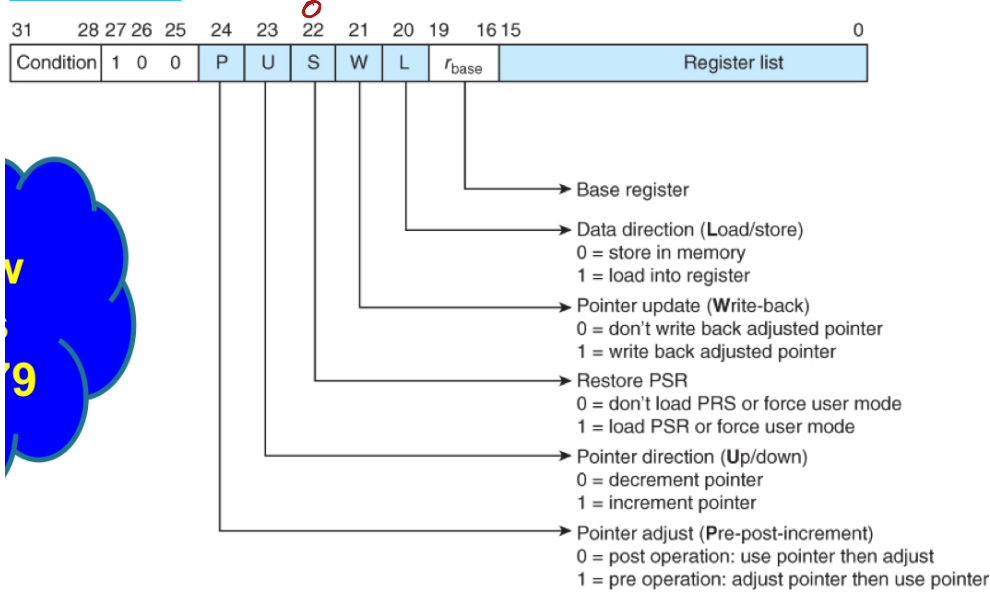 0
31 28 27 26 25 24 23 22 21 20 19 16 15 0
Condition 1 0 0 P U S W L rbase Register list
Base register
Data direction (Load/store)
0 = store in memory
1 = load into register
Pointer update (Write-back)
0 = don't write back adjusted pointer
1 = write back adjusted pointer
Restore PSR
0 = don't load PRS or force user mode
1 = load PSR or force user mode
Pointer direction (Up/down)
0 = decrement pointer
1 = increment pointer
Pointer adjust (Pre-post-increment)
0 = post operation: use pointer then adjust
1 = pre operation: adjust pointer then use pointer